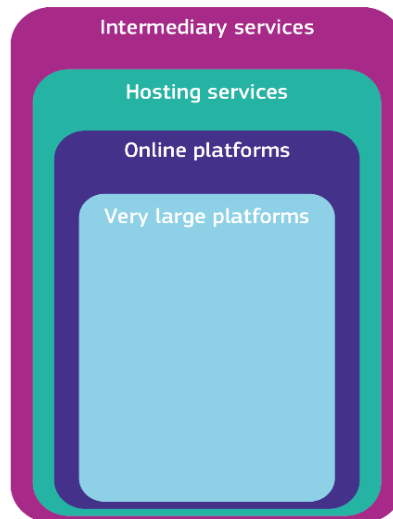 Intermediary services
Hosting services
Online platforms
Very large platforms